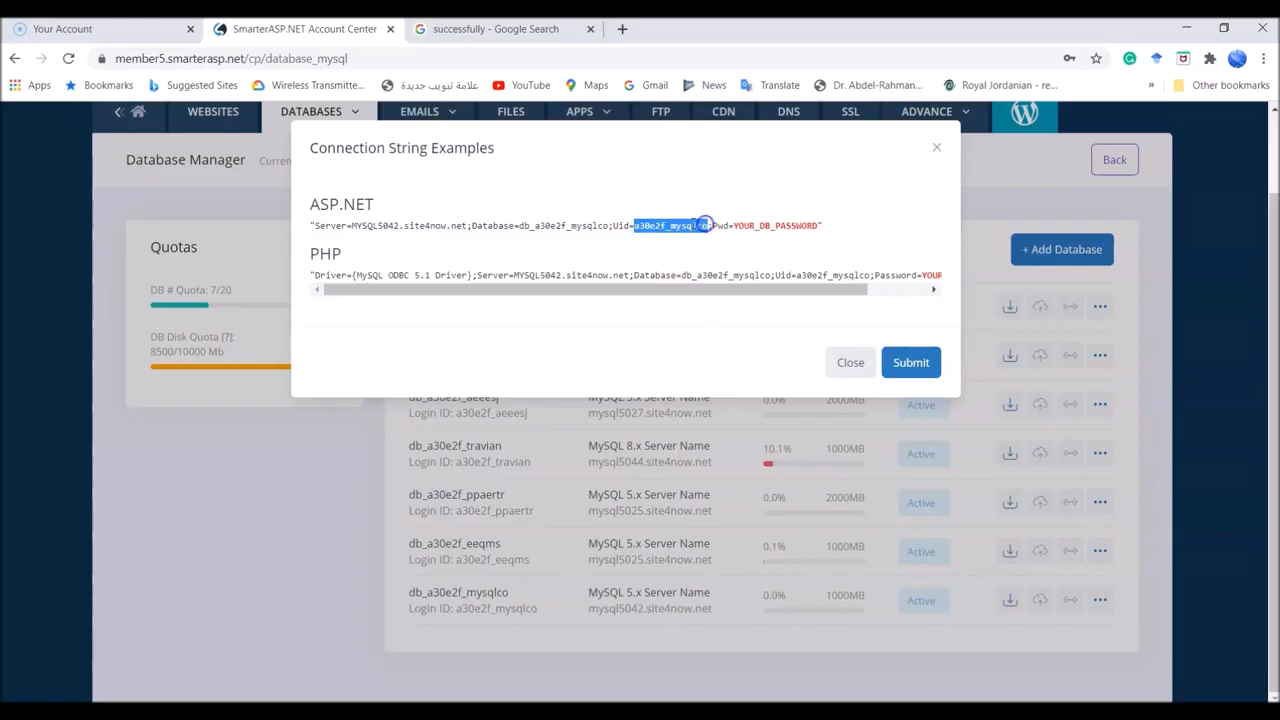 Your Account
SmarterASP.NET Account Center
successfully - Google Search
member5.smarterasp.net/cp/database_mysql
Apps
Bookmarks
Suggested Sites
Wireless Transmitte...
علامة تبويب جديدة
YouTube
Maps
Gmail
News
Translate
Dr. Abdel-Rahman...
Royal Jordanian - re...
»
Other bookmarks
WEBSITES
DATABASES
EMAILS
FILES
APPS
FTP
CDN
DNS
SSL
ADVANCE
Database Manager
Back
Connection String Examples
ASP.NET
"Server=MYSQL5042.site4now.net;Database=db_a30e2f_mysqlco;Uid=a30e2f_mysqlco;Pwd=YOUR_DB_PASSWORD"
PHP
"Driver={MySQL ODBC 5.1 Driver};Server=MYSQL5042.site4now.net;Database=db_a30e2f_mysqlco;Uid=a30e2f_mysqlco;Password=YOUR
Close
Submit
Quotas
DB # Quota: 7/20
DB Disk Quota [?]:
8500/10000 Mb
+ Add Database
db_a30e2f_aeeesj
MySQL 5.x Server Name
0.0%
2000MB
Login ID: a30e2f_aeeesj
mysql5027.site4now.net
Active
db_a30e2f_travian
MySQL 8.x Server Name
10.1%
1000MB
Login ID: a30e2f_travian
mysql5044.site4now.net
Active
db_a30e2f_ppaertr
MySQL 5.x Server Name
0.0%
2000MB
Login ID: a30e2f_ppaertr
mysql5025.site4now.net
Active
db_a30e2f_eeqms
MySQL 5.x Server Name
0.1%
1000MB
Login ID: a30e2f_eeqms
mysql5025.site4now.net
Active
db_a30e2f_mysqlco
MySQL 5.x Server Name
0.0%
1000MB
Login ID: a30e2f_mysqlco
mysql5042.site4now.net
Active